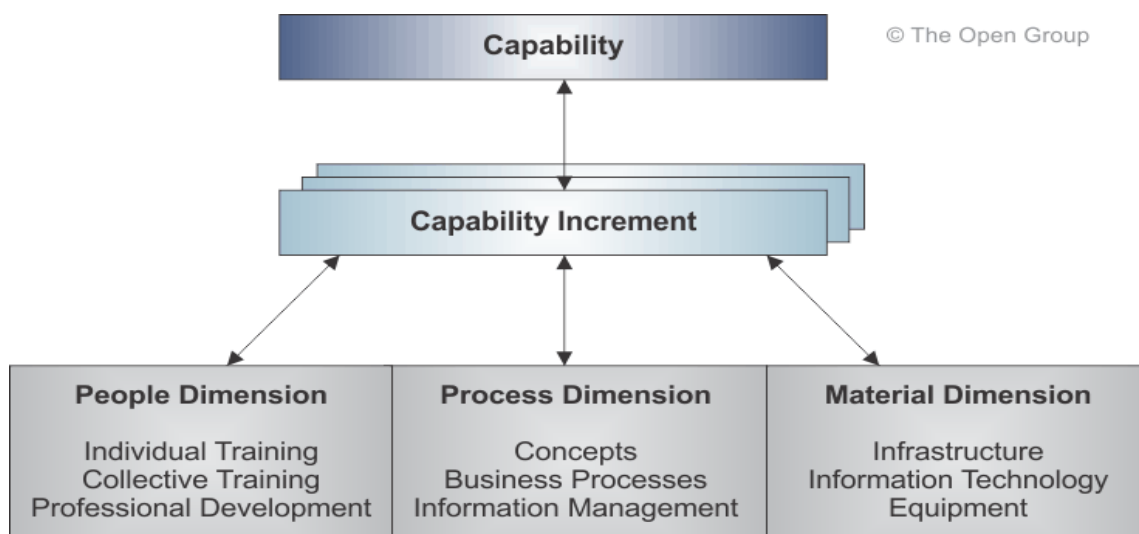 Capability
© The Open Group
Capability Increment
People Dimension
Individual Training
Collective Training
Professional Development
Process Dimension
Concepts
Business Processes
Information Management
Material Dimension
Infrastructure
Information Technology
Equipment